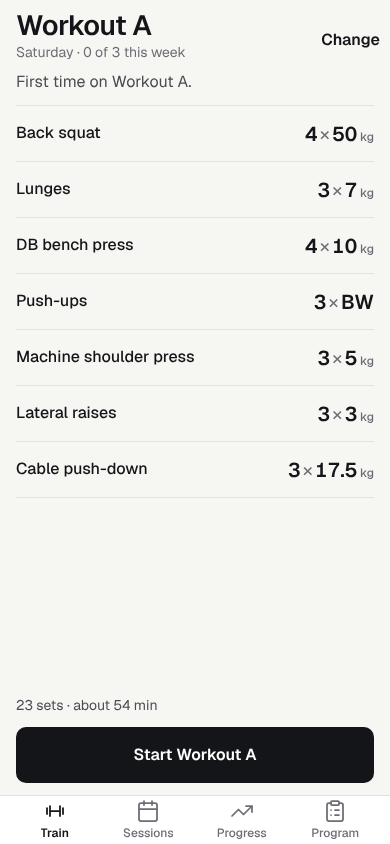 Workout A
Saturday · 0 of 3 this week
Change
First time on Workout A.
Back squat 4×50 kg
Lunges 3×7 kg
DB bench press 4×10 kg
Push-ups 3×BW
Machine shoulder press 3×5 kg
Lateral raises 3×3 kg
Cable push-down 3×17.5 kg
23 sets · about 54 min
Start Workout A
Train Sessions Progress Program